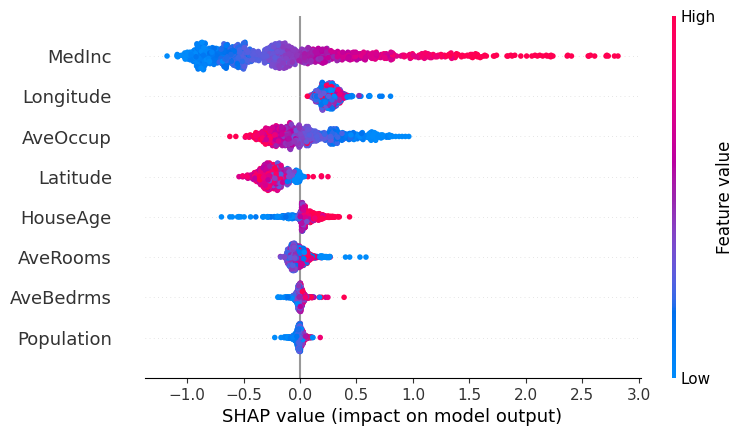 High
MedInc
Longitude
AveOccup
Latitude
HouseAge
AveRooms
AveBedrms
Population
Feature value
Low
−1.0 −0.5 0.0 0.5 1.0 1.5 2.0 2.5 3.0
SHAP value (impact on model output)